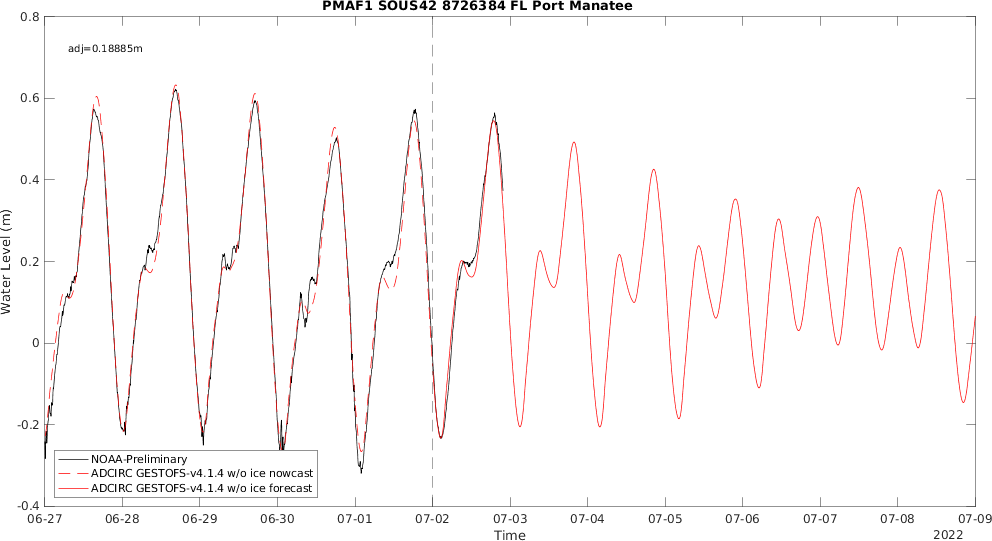 PMAF1 SOUS42 8726384 FL Port Manatee
adj=0.18885m
0.8
0.6
0.4
0.2
0
-0.2
-0.4
Water Level (m)
NOAA-Preliminary
ADCIRC GESTOFS-v4.1.4 w/o ice nowcast
ADCIRC GESTOFS-v4.1.4 w/o ice forecast
06-27 06-28 06-29 06-30 07-01 07-02 07-03 07-04 07-05 07-06 07-07 07-08 07-09
Time
2022